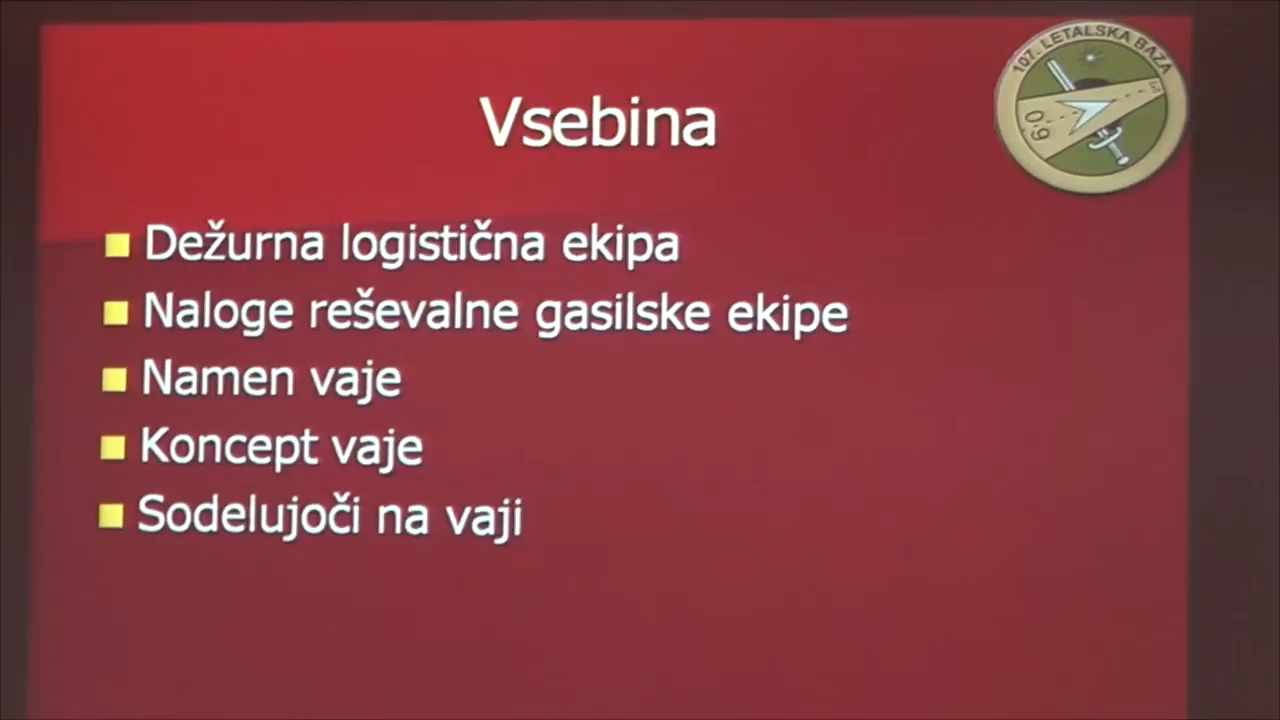 107. LETALSKA BAZA
Vsebina
Dežurna logistična ekipa
Naloge reševalne gasilske ekipe
Namen vaje
Koncept vaje
Sodelujoči na vaji